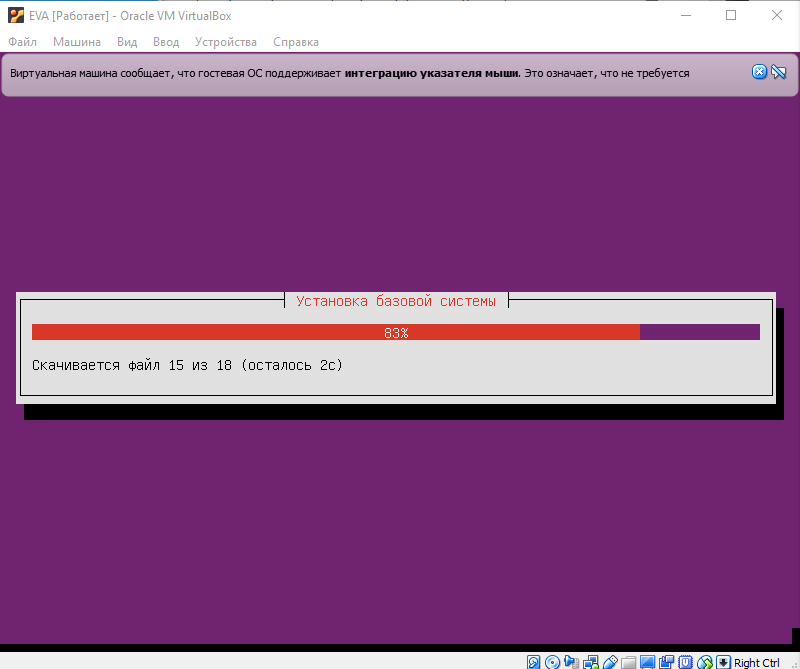 EVA [Работает] - Oracle VM VirtualBox
Файл Машина Вид Ввод Устройства Справка
Виртуальная машина сообщает, что гостевая ОС поддерживает интеграцию указателя мыши. Это означает, что не требуется
Установка базовой системы
83%
Скачивается файл 15 из 18 (осталось 2с)
Right Ctrl